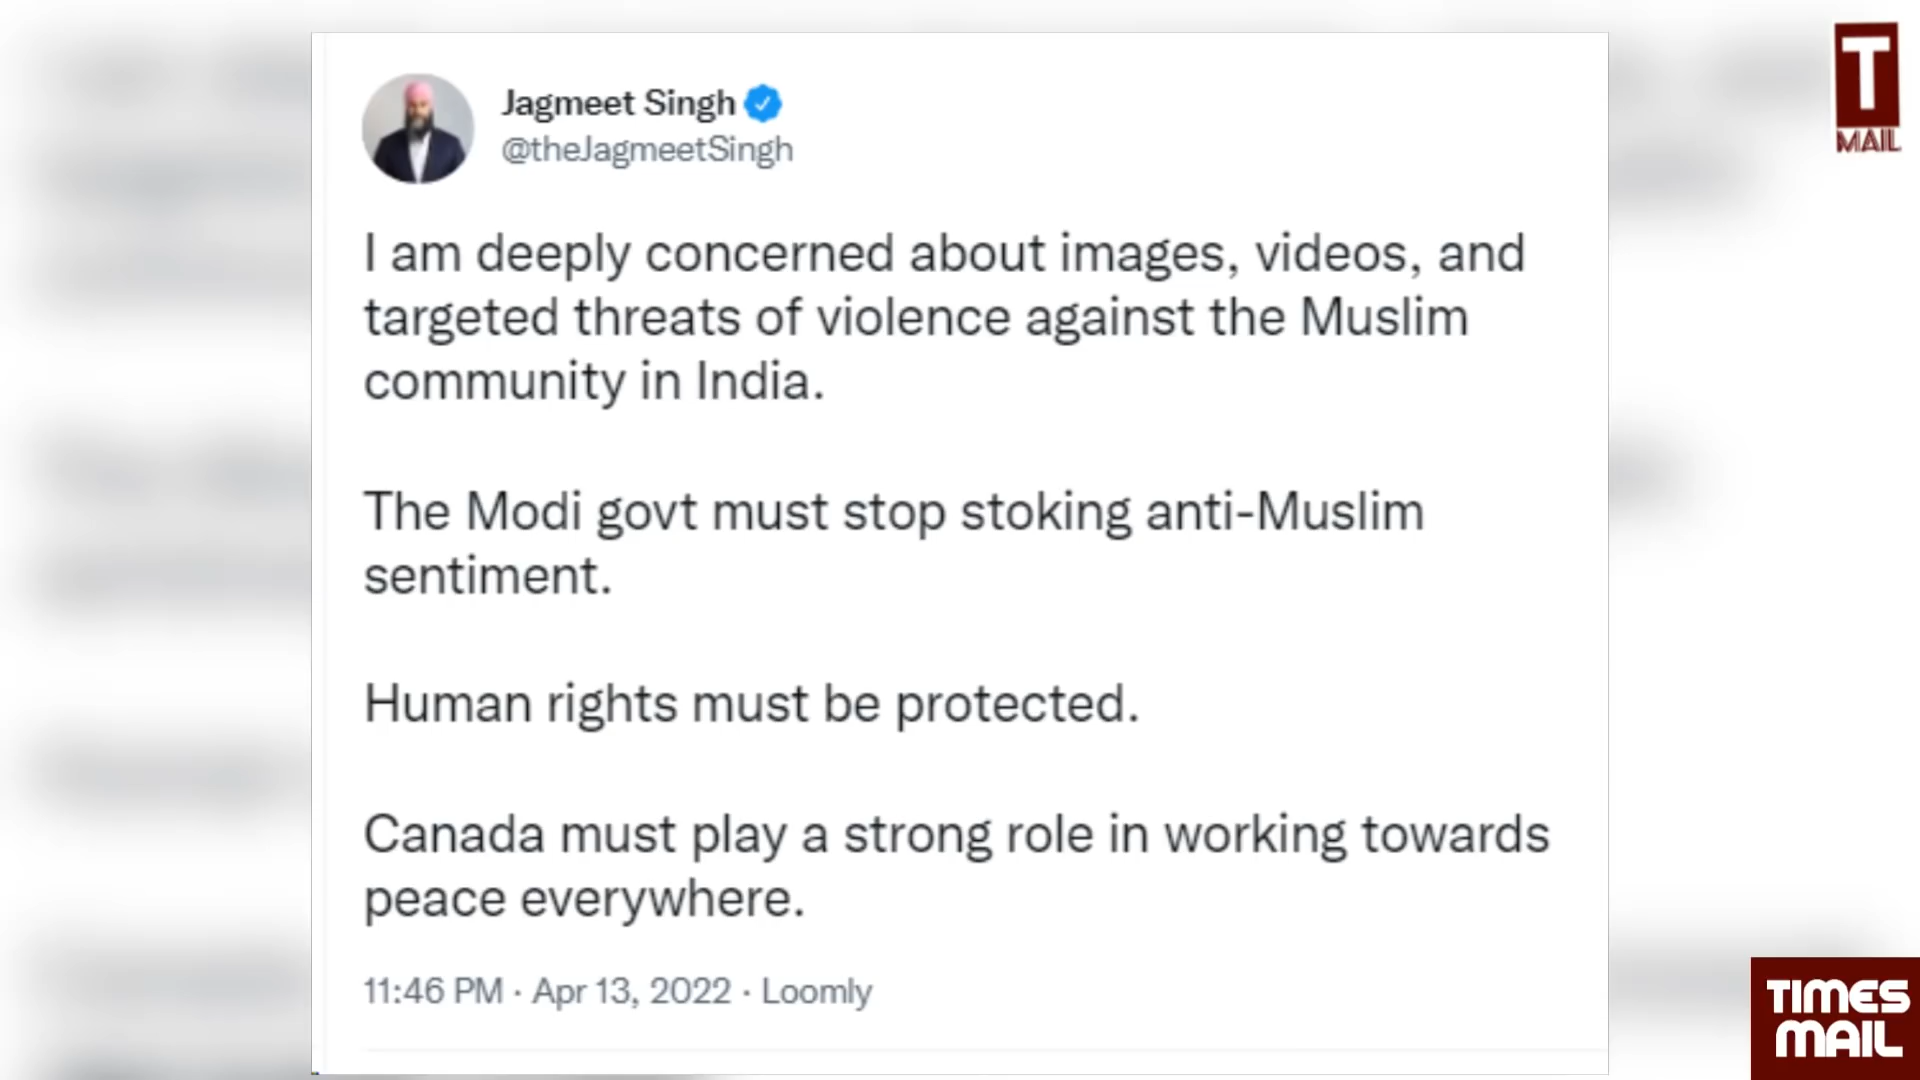 Jagmeet Singh
@theJagmeetSingh
I am deeply concerned about images, videos, and
targeted threats of violence against the Muslim
community in India.
The Modi govt must stop stoking anti-Muslim
sentiment.
Human rights must be protected.
Canada must play a strong role in working towards
peace everywhere.
11:46 PM · Apr 13, 2022 · Loomly
T
MAIL
TIMES
MAIL